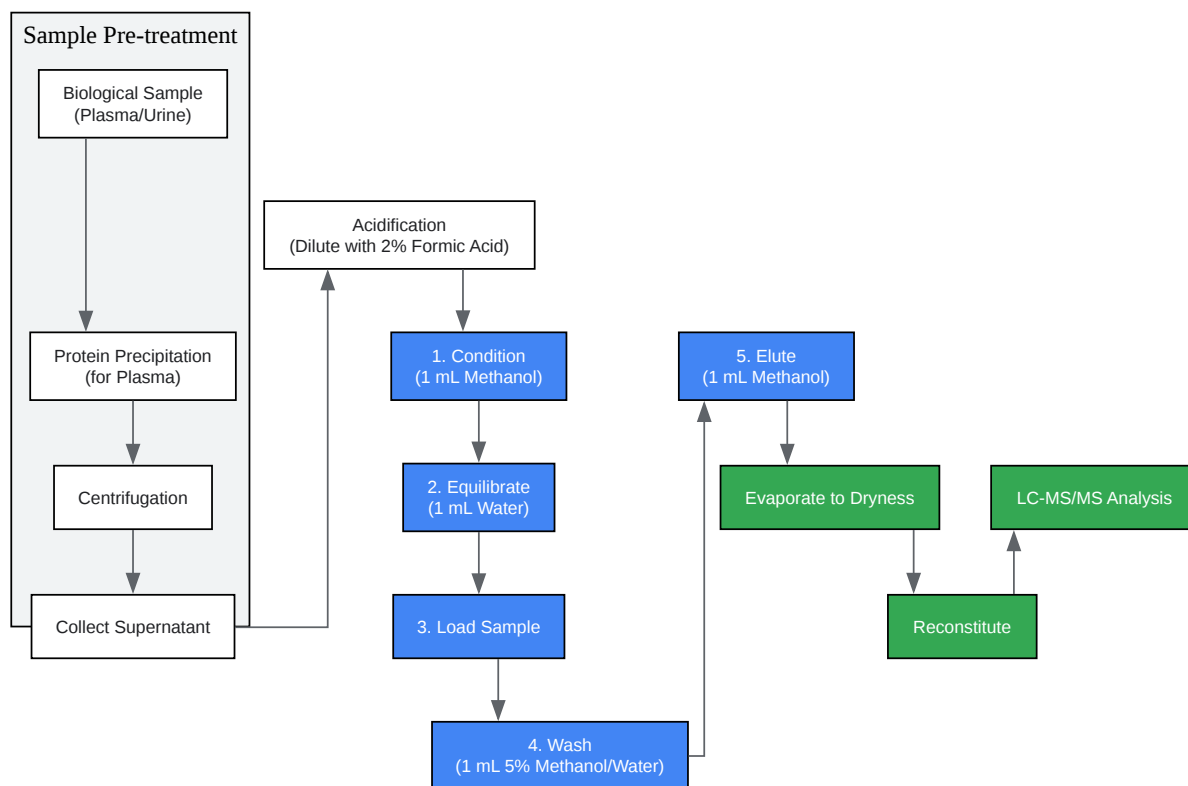 Sample Pre-treatment
Biological Sample
(Plasma/Urine)
Protein Precipitation
(for Plasma)
Centrifugation
Collect Supernatant
Acidification
(Dilute with 2% Formic Acid)
1. Condition
(1 mL Methanol)
2. Equilibrate
(1 mL Water)
3. Load Sample
4. Wash
(1 mL 5% Methanol/Water)
5. Elute
(1 mL Methanol)
Evaporate to Dryness
Reconstitute
LC-MS/MS Analysis